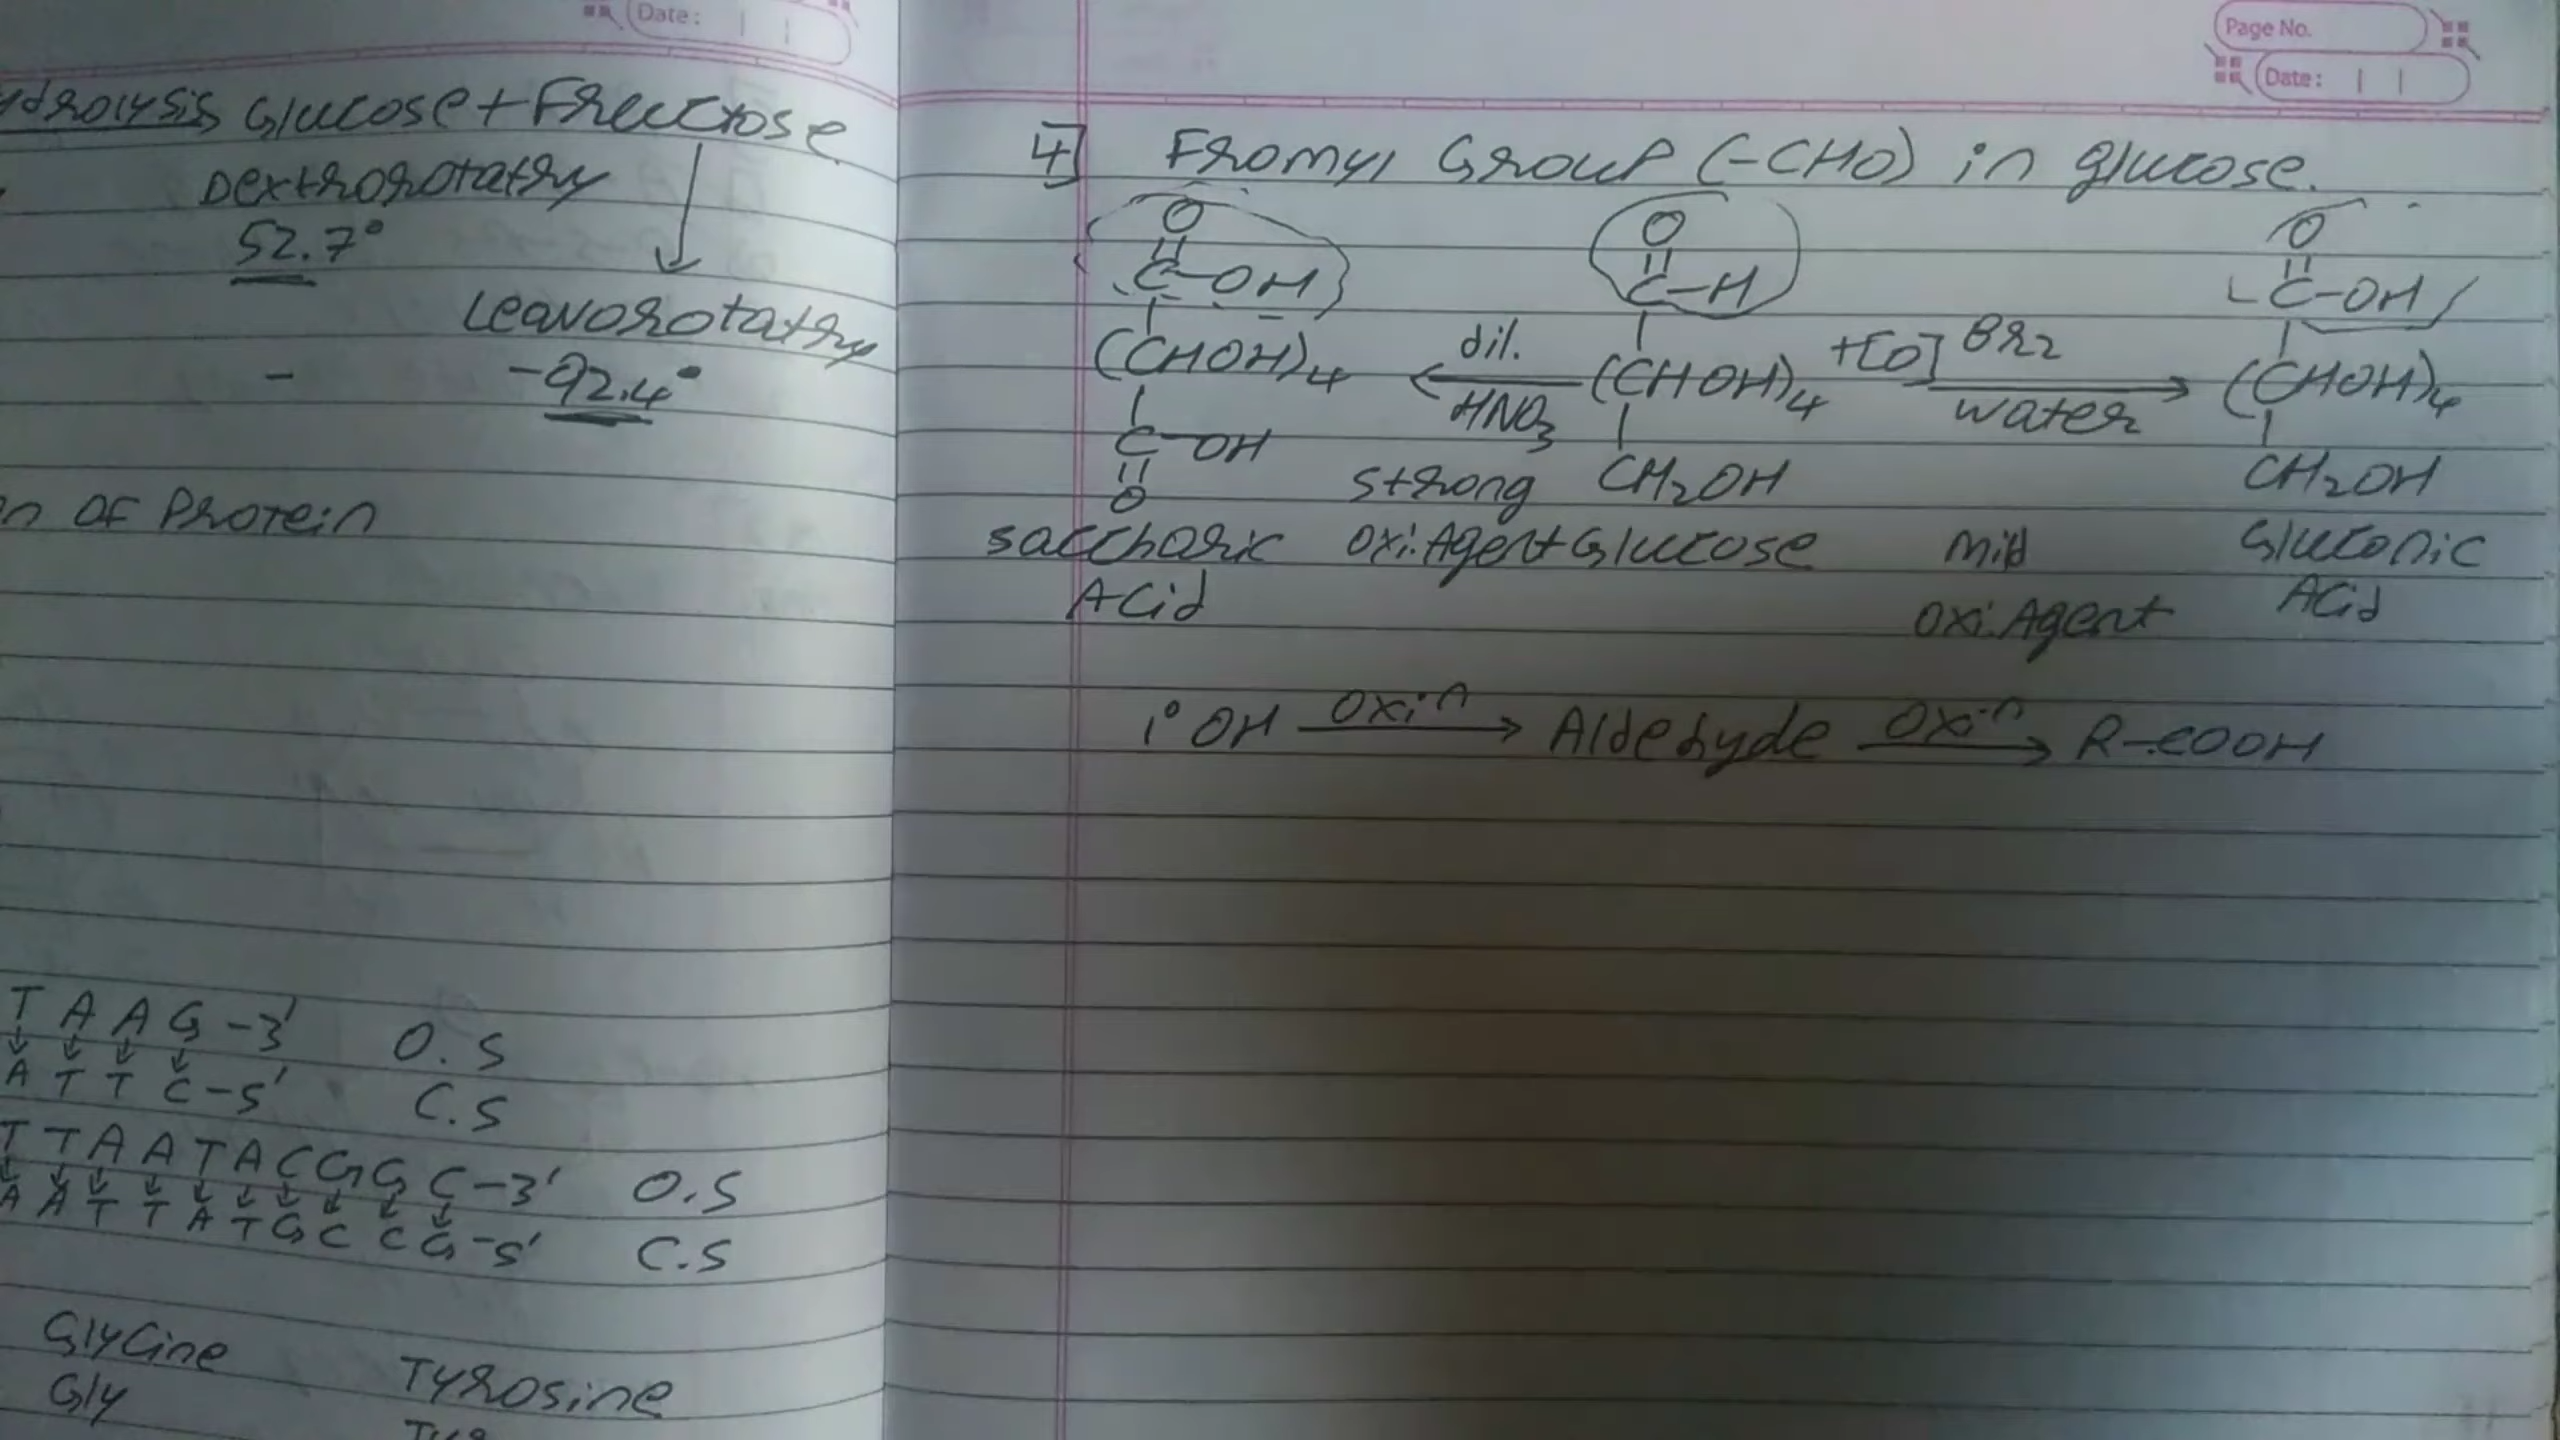 Date :
ydrolysis Glucose + Freuctose
Dextrorotatry
52.7°
Leavorotatry
- -92.4°
n OF Protein
T A A G - 3' O.S
A T T C - 5' C.S
T T A A T A C G G C - 3' O.S
A A T T A T G C C G - 5' C.S
Glycine Tyrosine
Gly
Page No.
Date :
4] Fromyl Group (-CHO) in glucose.
O O O
|| || ||
C-OH C-H C-OH
(CHOH)4 dil. HNO3 (CHOH)4 +[O] Br2 water (CHOH)4
C-OH CH2OH CH2OH
||
O strong
saccharic oxi.Agent Glucose mid Gluconic
Acid oxi.Agent Acid
1° OH oxi.n → Aldehyde oxi.n → R-COOH